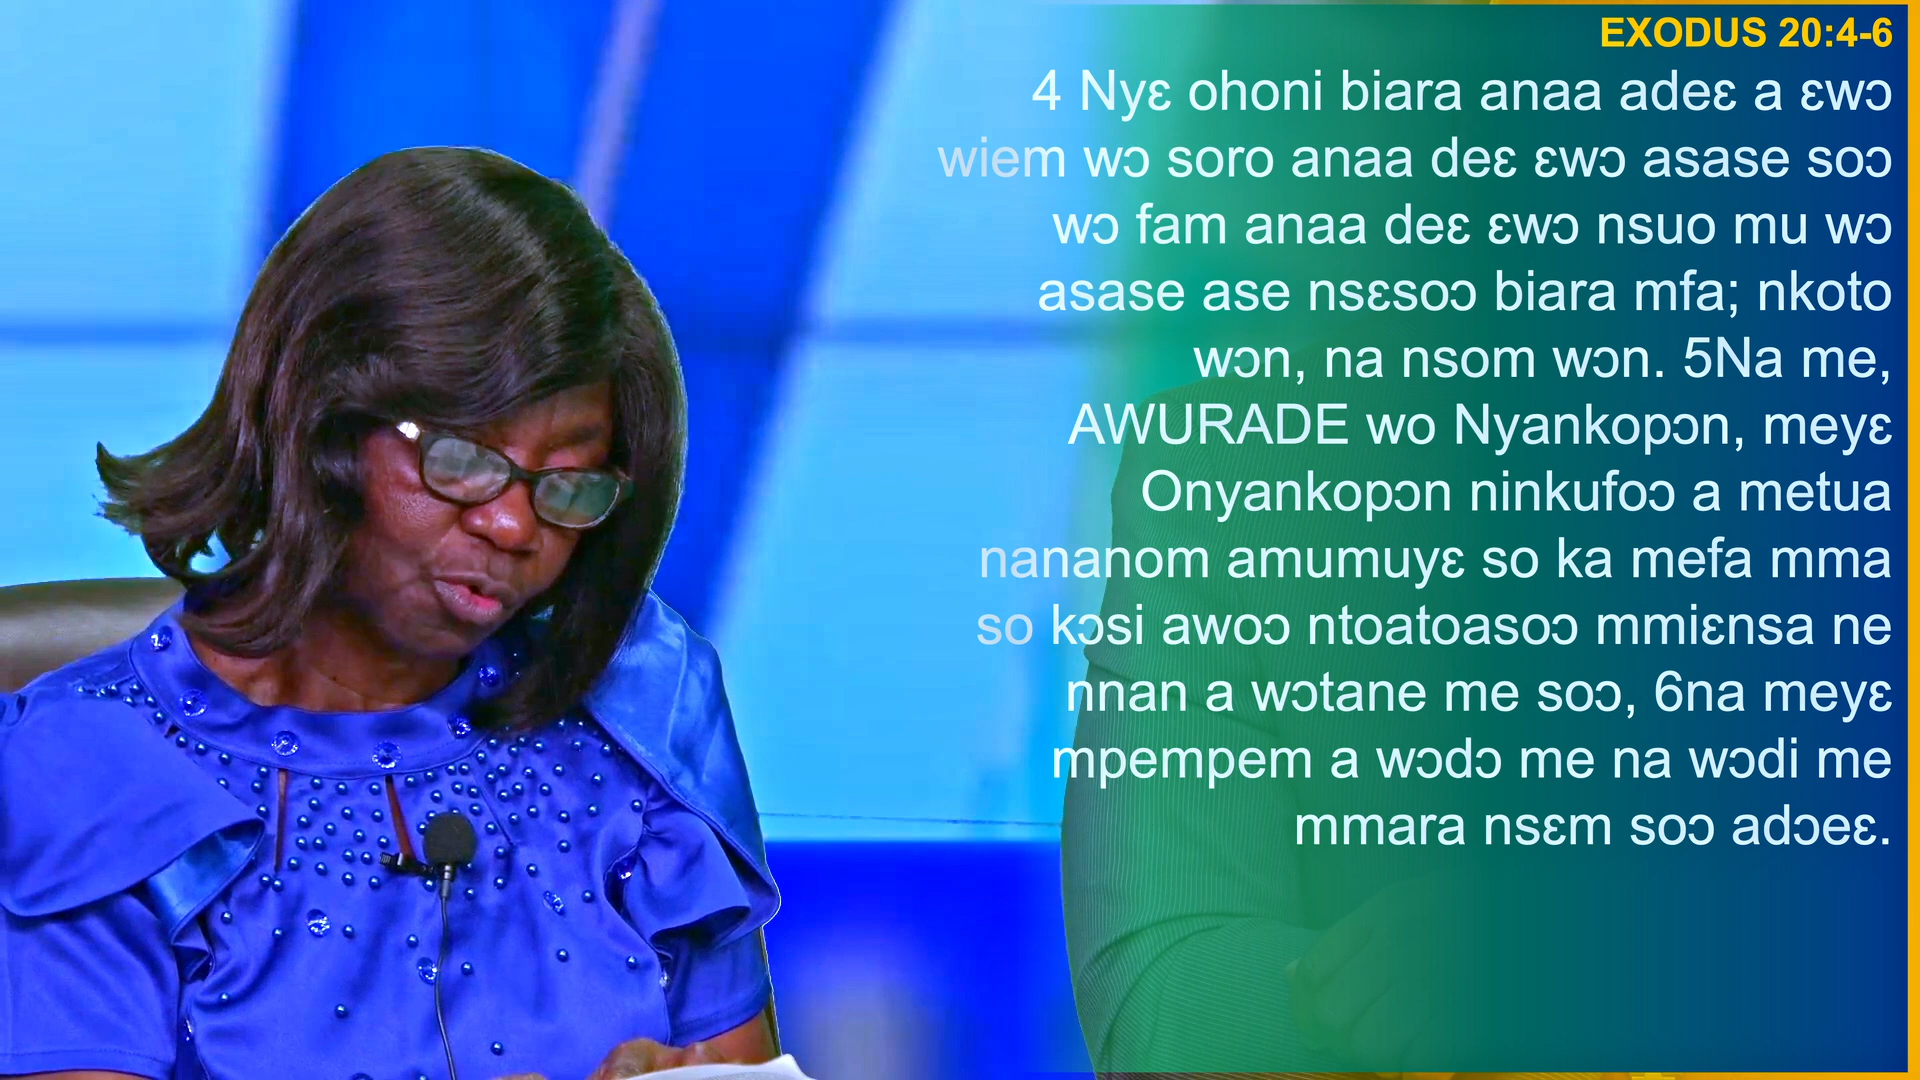 EXODUS 20:4-6
4 Nyɛ ohoni biara anaa adeɛ a ɛwɔ
wiem wɔ soro anaa deɛ ɛwɔ asase soɔ
wɔ fam anaa deɛ ɛwɔ nsuo mu wɔ
asase ase nsɛsoɔ biara mfa; nkoto
wɔn, na nsom wɔn. 5Na me,
AWURADE wo Nyankopɔn, meyɛ
Onyankopɔn ninkufoɔ a metua
nananom amumuyɛ so ka mefa mma
so kɔsi awoɔ ntoatoasoɔ mmiɛnsa ne
nnan a wɔtane me soɔ, 6na meyɛ
mpempem a wɔdɔ me na wɔdi me
mmara nsɛm soɔ adɔeɛ.